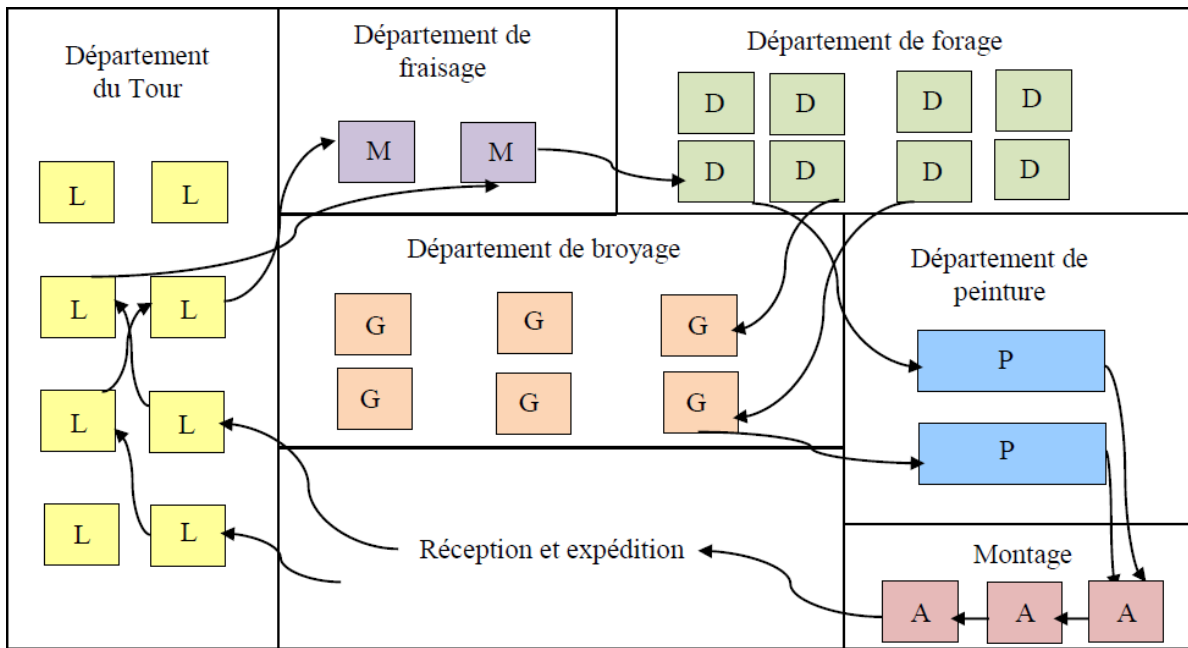 Département
du Tour
L L
L L
L L
L L
Département de
fraisage
M M
Département de forage
D D D D
D D D D
Département de broyage
G G G
G G G
Département de
peinture
P
P
Réception et expédition
Montage
A A A